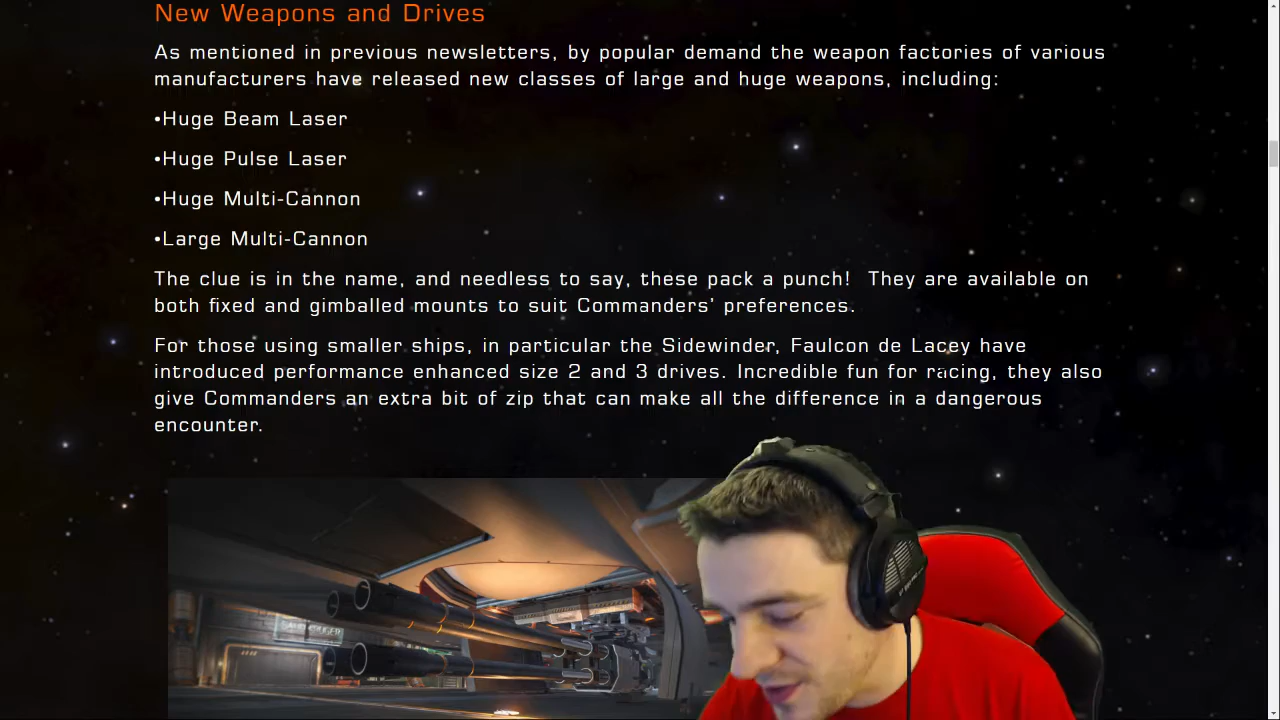 New Weapons and Drives
As mentioned in previous newsletters, by popular demand the weapon factories of various
manufacturers have released new classes of large and huge weapons, including:
•Huge Beam Laser
•Huge Pulse Laser
•Huge Multi-Cannon
•Large Multi-Cannon
The clue is in the name, and needless to say, these pack a punch!  They are available on
both fixed and gimballed mounts to suit Commanders' preferences.
For those using smaller ships, in particular the Sidewinder, Faulcon de Lacey have
introduced performance enhanced size 2 and 3 drives. Incredible fun for racing, they also
give Commanders an extra bit of zip that can make all the difference in a dangerous
encounter.